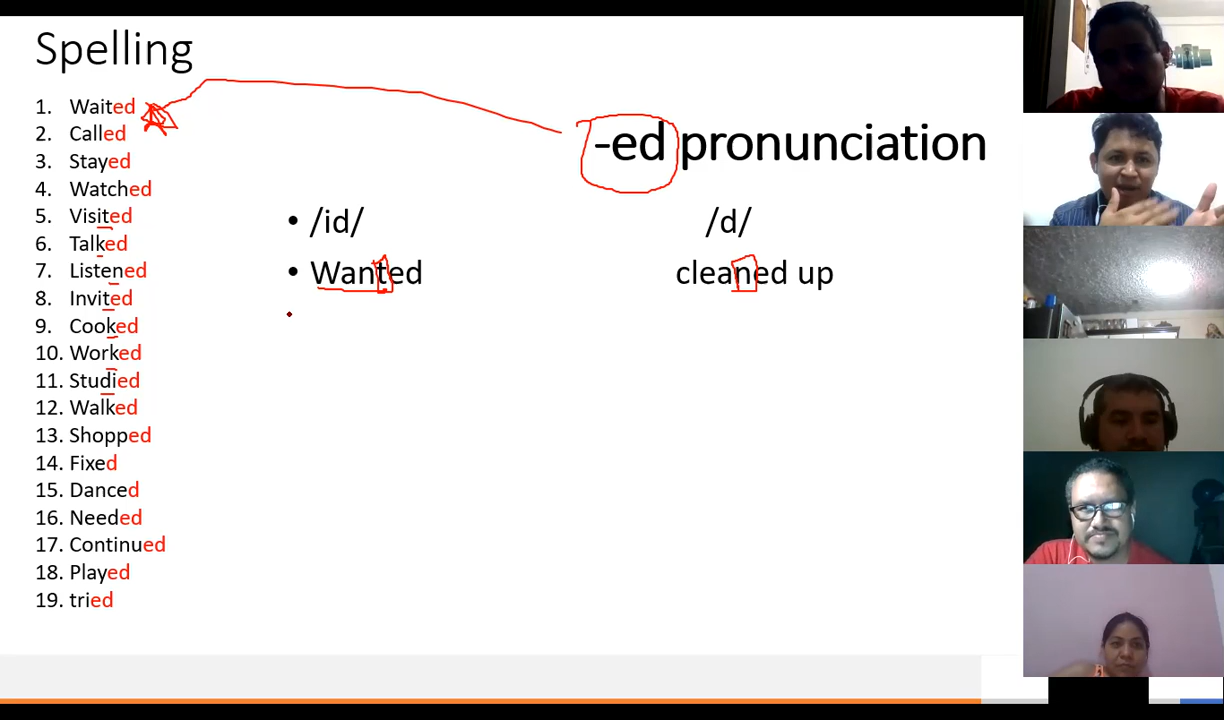 Spelling
1. Waited
2. Called
3. Stayed
4. Watched
5. Visited
6. Talked
7. Listened
8. Invited
9. Cooked
10. Worked
11. Studied
12. Walked
13. Shopped
14. Fixed
15. Danced
16. Needed
17. Continued
18. Played
19. tried
-ed pronunciation
• /id/ /d/
• Wanted cleaned up